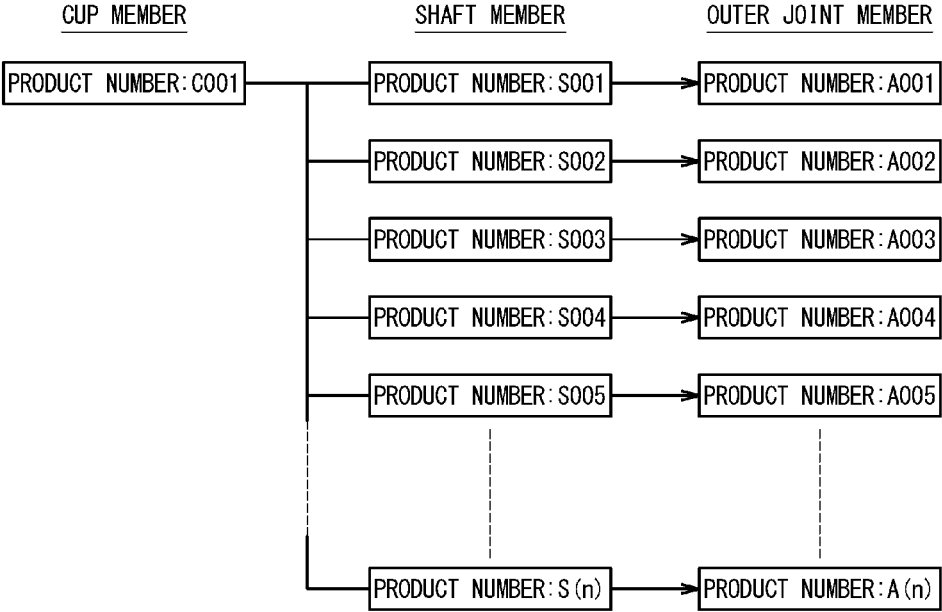 CUP MEMBER SHAFT MEMBER OUTER JOINT MEMBER
PRODUCT NUMBER:C001 PRODUCT NUMBER:S001 PRODUCT NUMBER:A001
PRODUCT NUMBER:S002 PRODUCT NUMBER:A002
PRODUCT NUMBER:S003 PRODUCT NUMBER:A003
PRODUCT NUMBER:S004 PRODUCT NUMBER:A004
PRODUCT NUMBER:S005 PRODUCT NUMBER:A005
PRODUCT NUMBER:S(n) PRODUCT NUMBER:A(n)